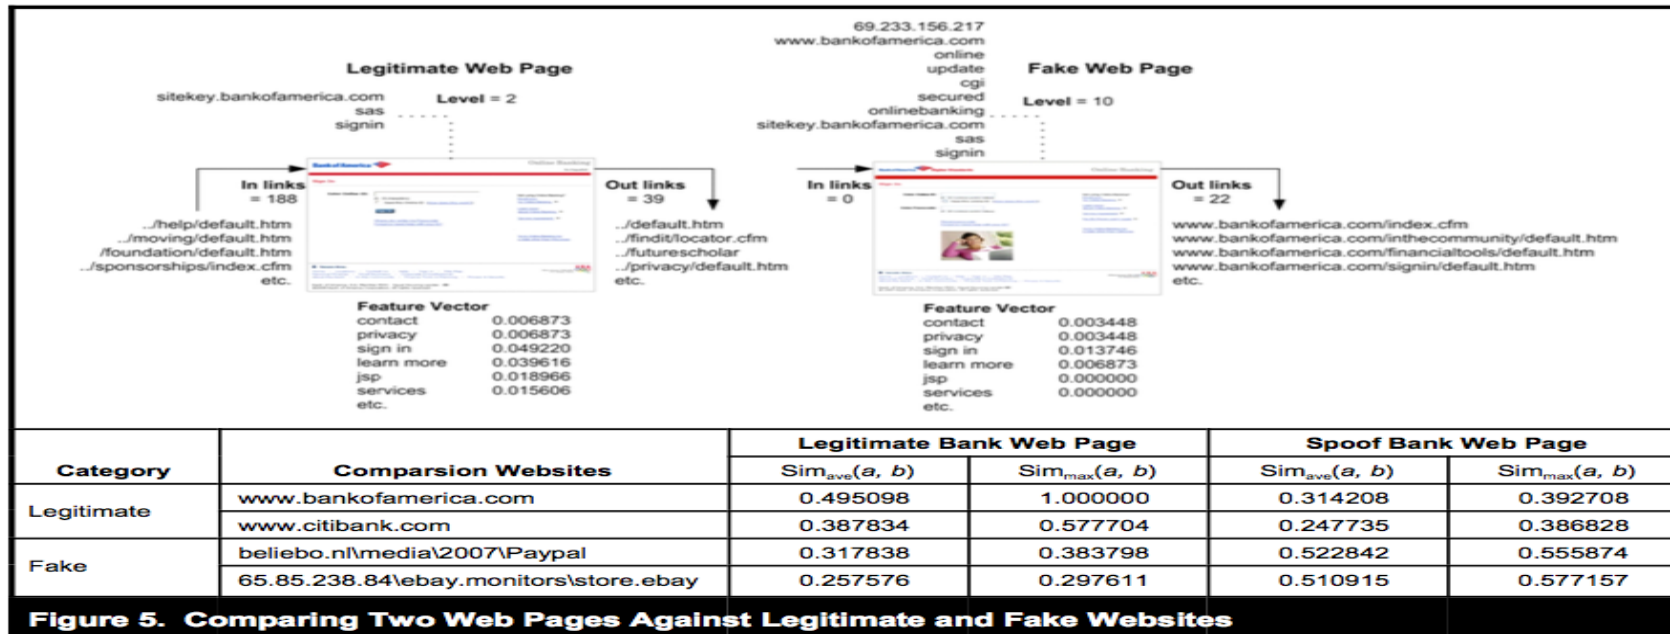 Legitimate Web Page
sitekey.bankofamerica.com
sas
signin
Level = 2
In links
= 188
../help/default.htm
../moving/default.htm
/foundation/default.htm
../sponsorships/index.cfm
etc.
Bank of America
Online Banking
Out links
= 39
../default.htm
../findit/locator.cfm
../futurescholar
../privacy/default.htm
etc.
Feature Vector
contact 0.006873
privacy 0.006873
sign in 0.049220
learn more 0.039616
jsp 0.018966
services 0.015606
etc.
69.233.156.217
www.bankofamerica.com
online
update
cgi
secured
onlinebanking
sitekey.bankofamerica.com
sas
signin
Fake Web Page
Level = 10
In links
= 0
Online Banking
Out links
= 22
www.bankofamerica.com/index.cfm
www.bankofamerica.com/inthecommunity/default.htm
www.bankofamerica.com/financialtools/default.htm
www.bankofamerica.com/signin/default.htm
etc.
Feature Vector
contact 0.003448
privacy 0.003448
sign in 0.013746
learn more 0.006873
jsp 0.000000
services 0.000000
etc.
Legitimate Bank Web Page Spoof Bank Web Page
Category Comparsion Websites Simave(a, b) Simmax(a, b) Simave(a, b) Simmax(a, b)
Legitimate www.bankofamerica.com 0.495098 1.000000 0.314208 0.392708
www.citibank.com 0.387834 0.577704 0.247735 0.386828
Fake beliebo.nl\media\2007\Paypal 0.317838 0.383798 0.522842 0.555874
65.85.238.84\ebay.monitors\store.ebay 0.257576 0.297611 0.510915 0.577157
Figure 5. Comparing Two Web Pages Against Legitimate and Fake Websites